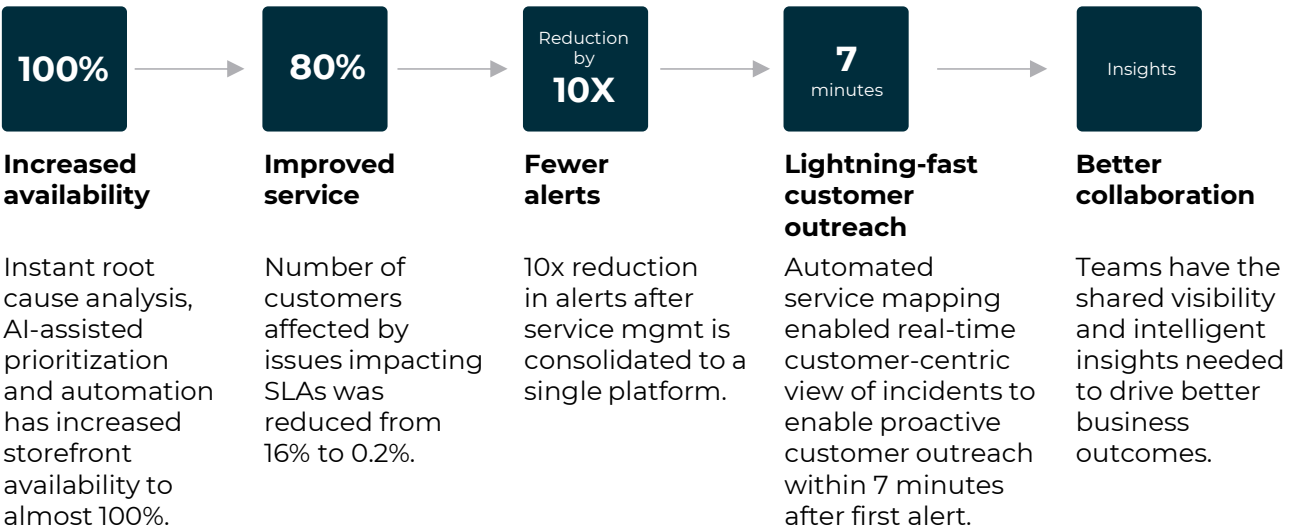 100%
Increased
availability
Instant root
cause analysis,
AI-assisted
prioritization
and automation
has increased
storefront
availability to
almost 100%.
80%
Improved
service
Number of
customers
affected by
issues impacting
SLAs was
reduced from
16% to 0.2%.
Reduction
by
10X
Fewer
alerts
10x reduction
in alerts after
service mgmt is
consolidated to a
single platform.
7
minutes
Lightning-fast
customer
outreach
Automated
service mapping
enabled real-time
customer-centric
view of incidents to
enable proactive
customer outreach
within 7 minutes
after first alert.
Insights
Better
collaboration
Teams have the
shared visibility
and intelligent
insights needed
to drive better
business
outcomes.